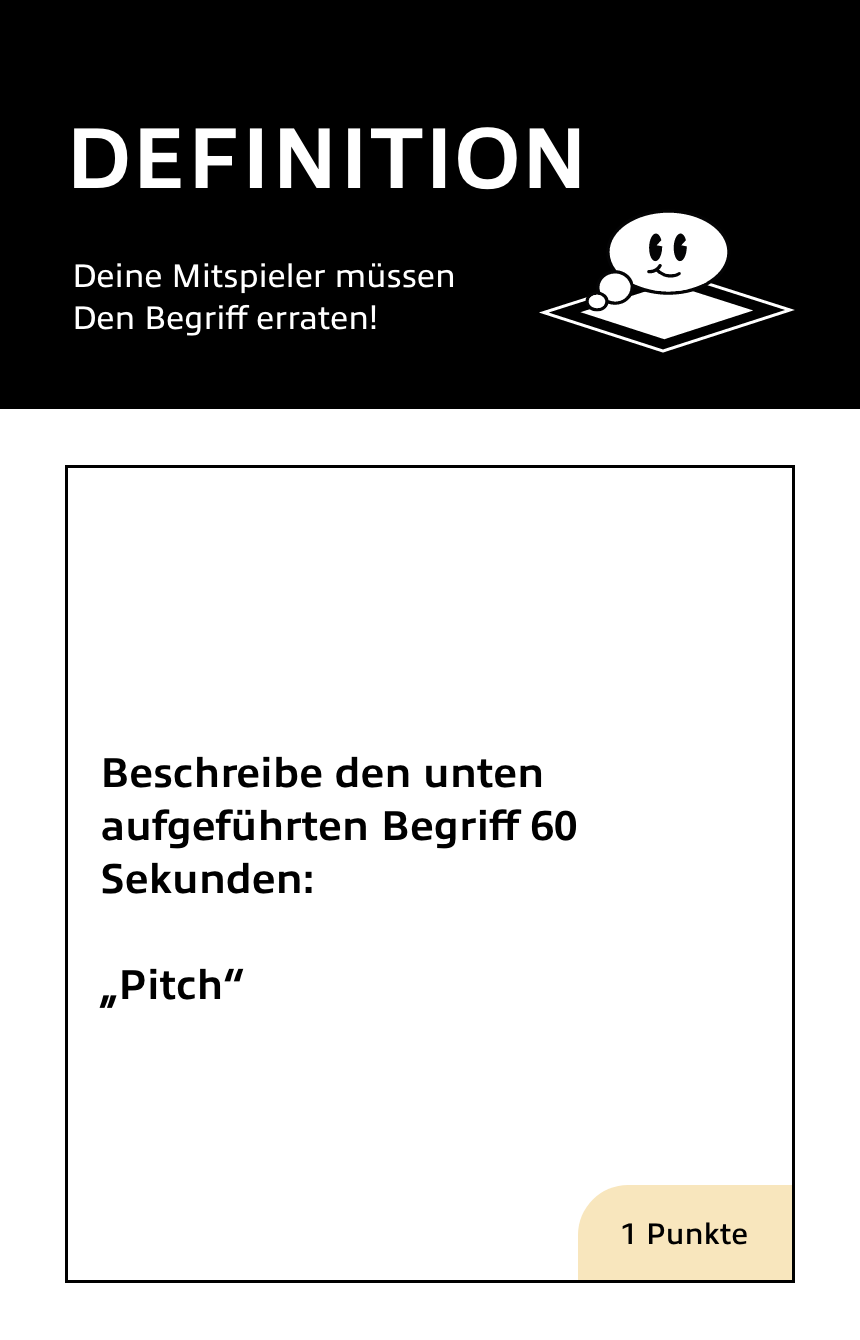 DEFINITION
Deine Mitspieler müssen
Den Begriff erraten!
Beschreibe den unten
aufgeführten Begriff 60
Sekunden:
„Pitch“
1 Punkte